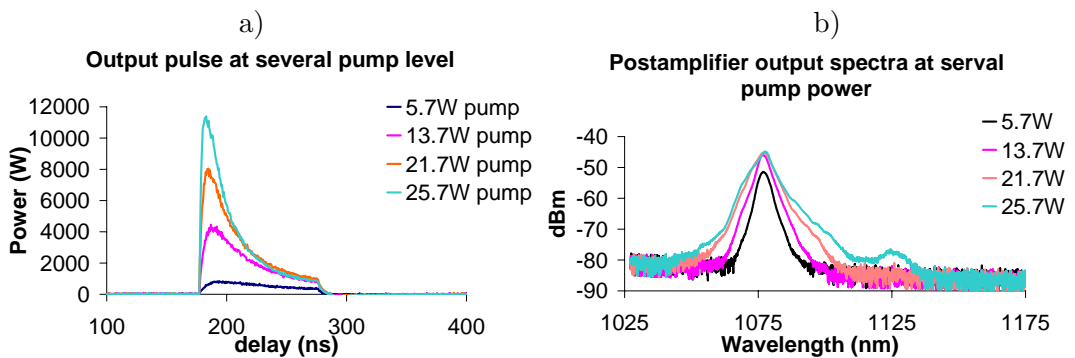 a)
Output pulse at several pump level
Power (W)
12000
10000
8000
6000
4000
2000
0
100
200
300
400
delay (ns)
5.7W pump
13.7W pump
21.7W pump
25.7W pump
b)
Postamplifier output spectra at serval
pump power
dBm
-40
-50
-60
-70
-80
-90
1025
1075
1125
1175
Wavelength (nm)
5.7W
13.7W
21.7W
25.7W